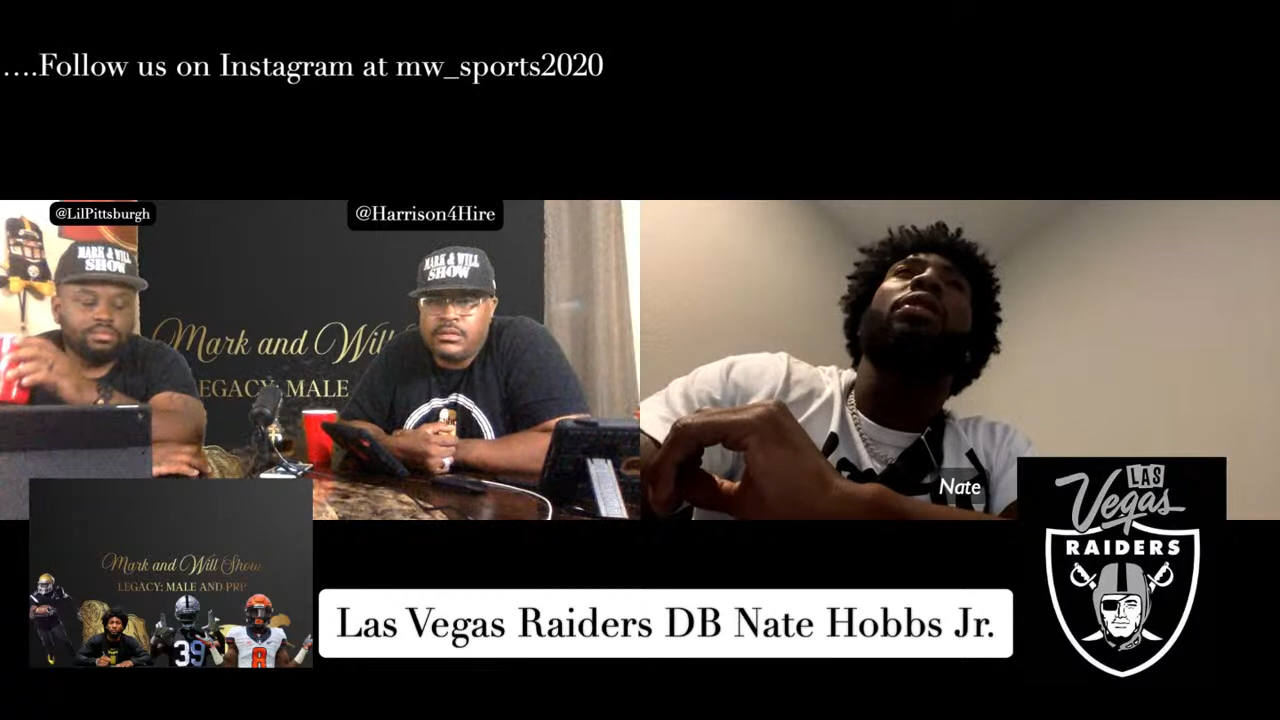 ....Follow us on Instagram at mw_sports2020
@LilPittsburgh
@Harrison4Hire
MARK & WILL
SHOW
MARK & WILL
SHOW
Mark and Will
LEGACY: MALE
Nate
LAS
Vegas
RAIDERS
Mark and Will Show
LEGACY: MALE AND PRP
39
8
Las Vegas Raiders DB Nate Hobbs Jr.